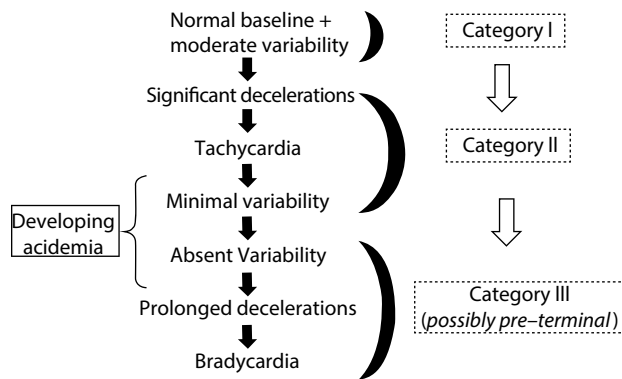 Normal baseline +
moderate variability
Category I
Significant decelerations
Tachycardia
Category II
Minimal variability
Developing
acidemia
Absent Variability
Prolonged decelerations
Category III
(possibly pre–terminal)
Bradycardia